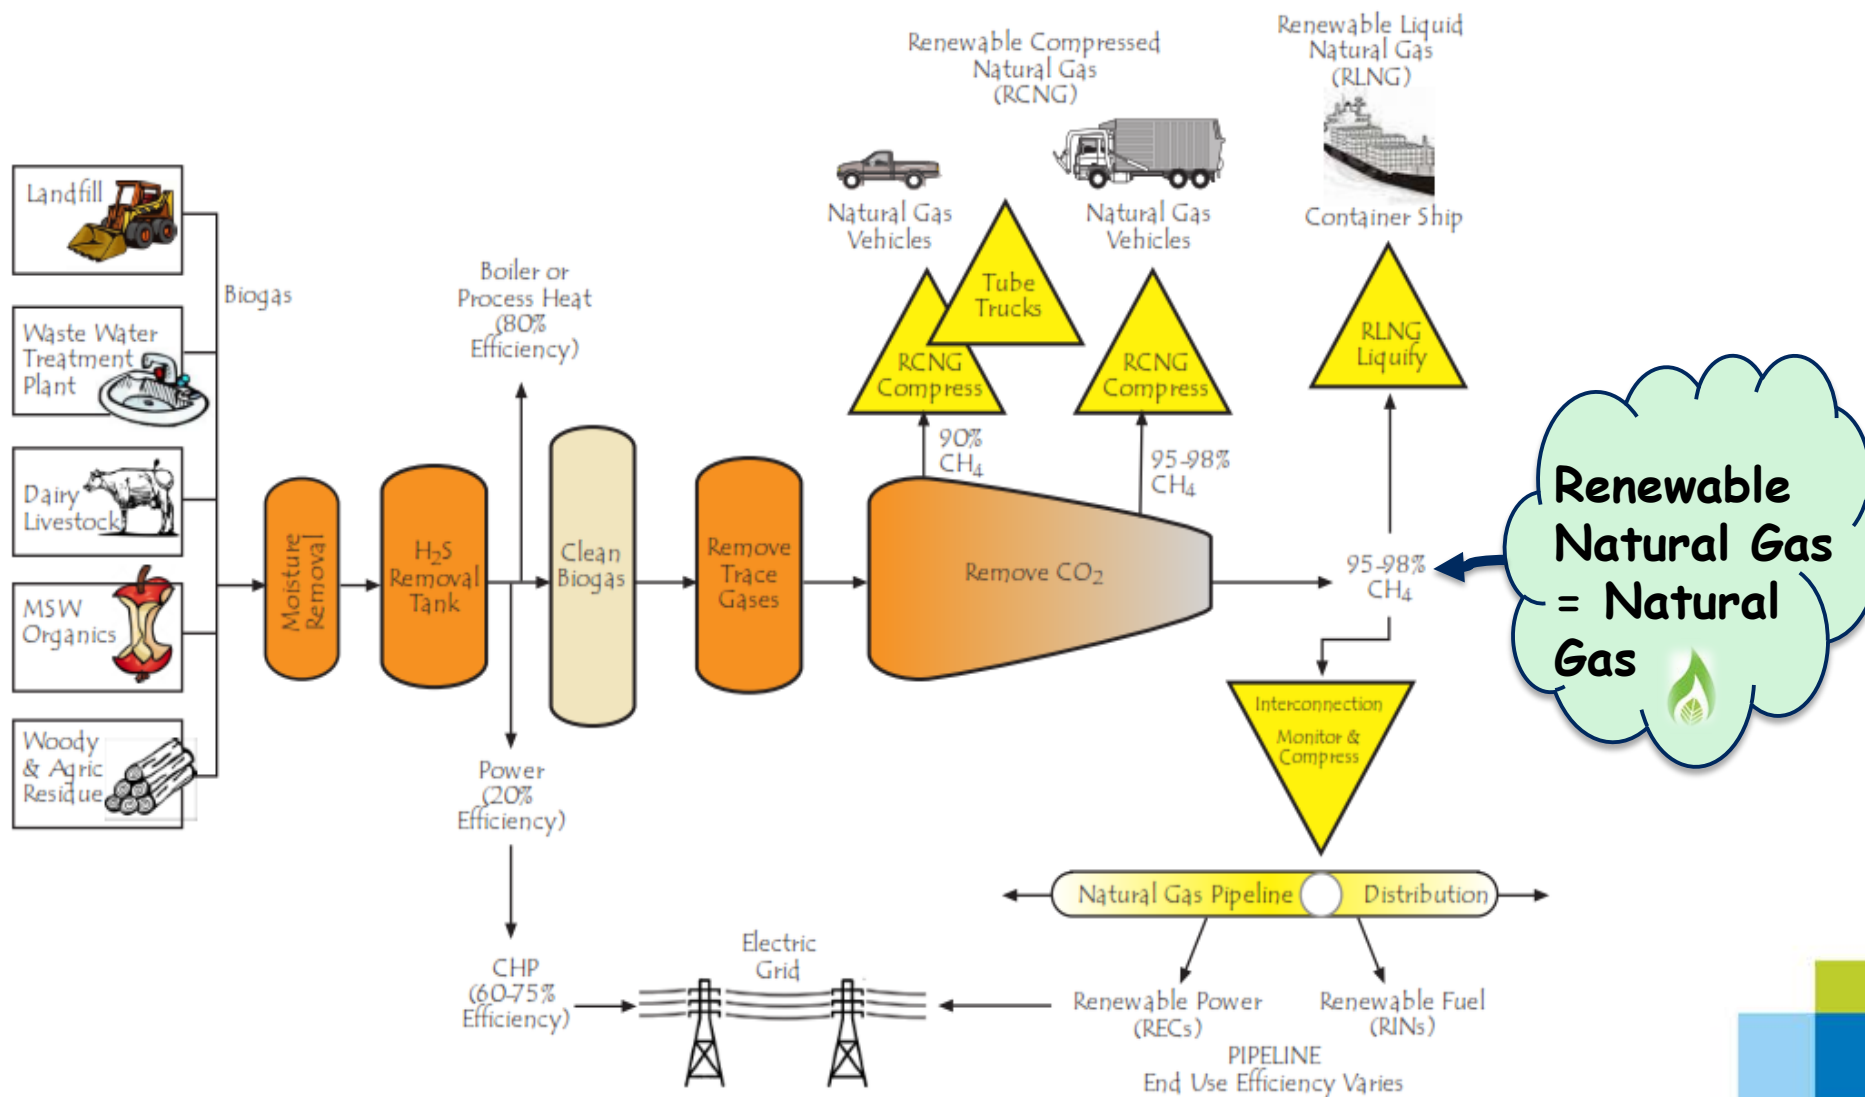 Renewable Compressed
Natural Gas
(RCNG)
Renewable Liquid
Natural Gas
(RLNG)
Natural Gas
Vehicles
Natural Gas
Vehicles
Container Ship
Landfill
Biogas
Waste Water
Treatment
Plant
Dairy
Livestock
MSW
Organics
Woody
& Agric
Residue
Moisture
Removal
H2S
Removal
Tank
Boiler or
Process Heat
(80%
Efficiency)
Clean
Biogas
Remove
Trace
Gases
Remove CO2
RCNG
Compress
Tube
Trucks
RCNG
Compress
RLNG
Liquify
90%
CH4
95-98%
CH4
95-98%
CH4
Renewable
Natural Gas
= Natural
Gas
Interconnection
Monitor &
Compress
Power
(20%
Efficiency)
CHP
(60-75%
Efficiency)
Electric
Grid
Natural Gas Pipeline
Distribution
Renewable Power
(RECs)
Renewable Fuel
(RINs)
PIPELINE
End Use Efficiency Varies